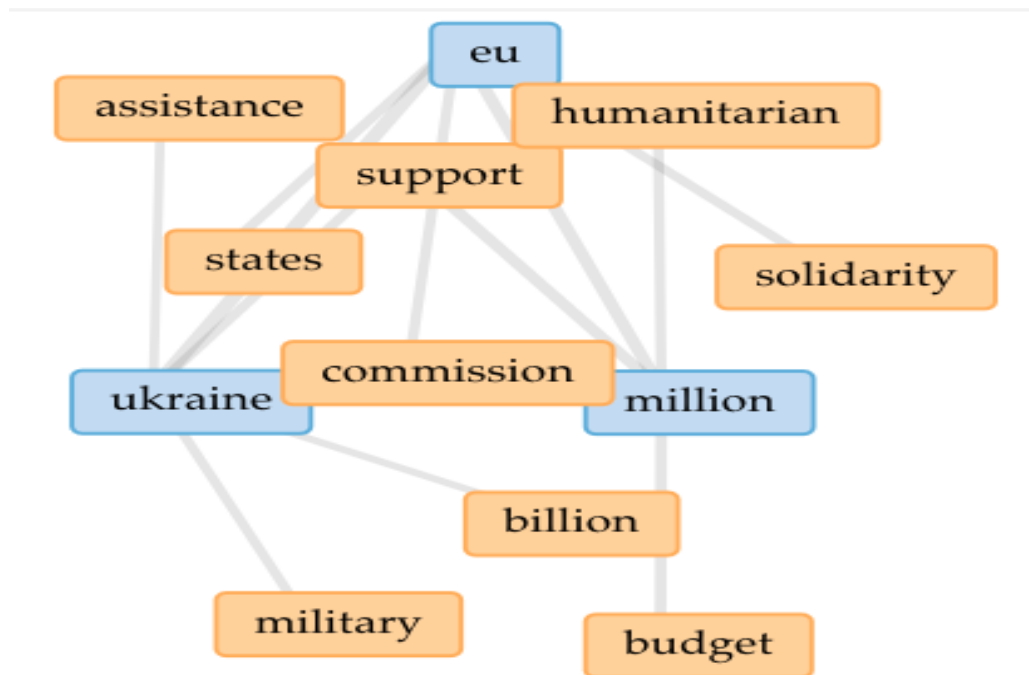 eu
assistance
humanitarian
support
states
solidarity
commission
ukraine
million
billion
military
budget